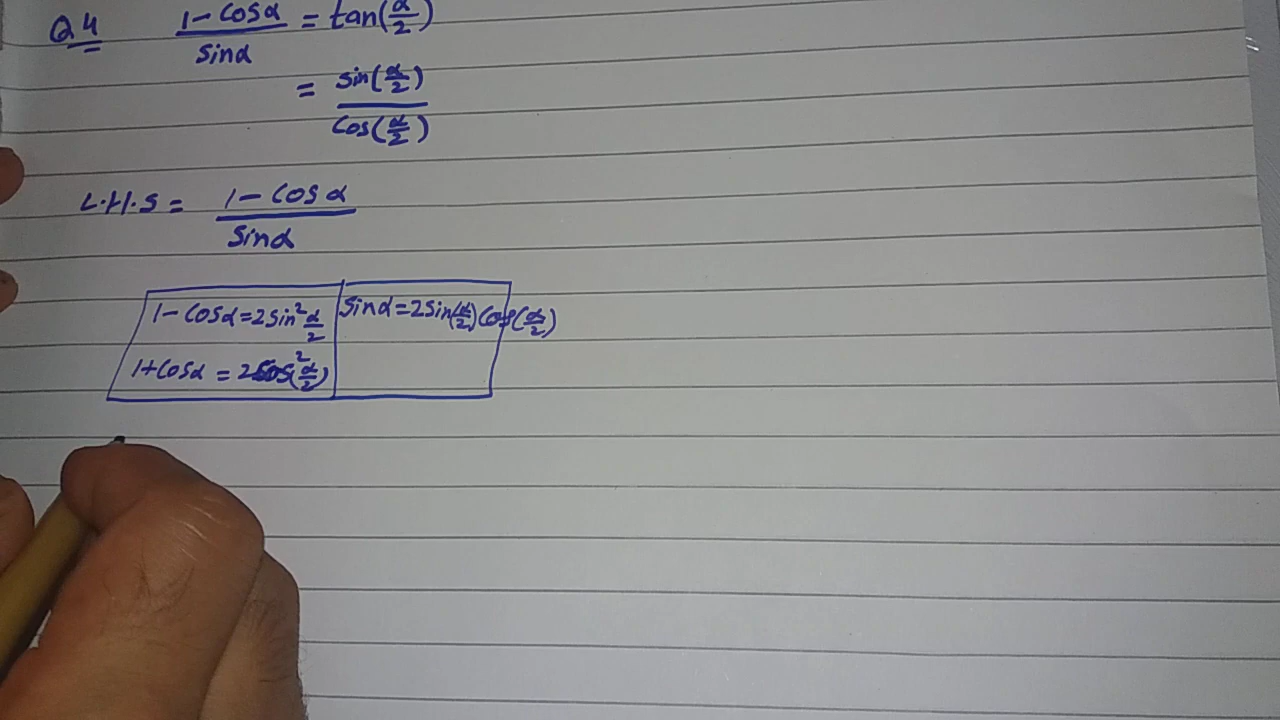 Q4 1 - Cosα / Sinα = tan(α/2)
= Sin(α/2) / Cos(α/2)
L.H.S = 1 - Cosα / Sinα
1 - Cosα = 2Sin²α/2 Sinα = 2Sin(α/2)Cos(α/2)
1 + Cosα = 2Cos²(α/2)